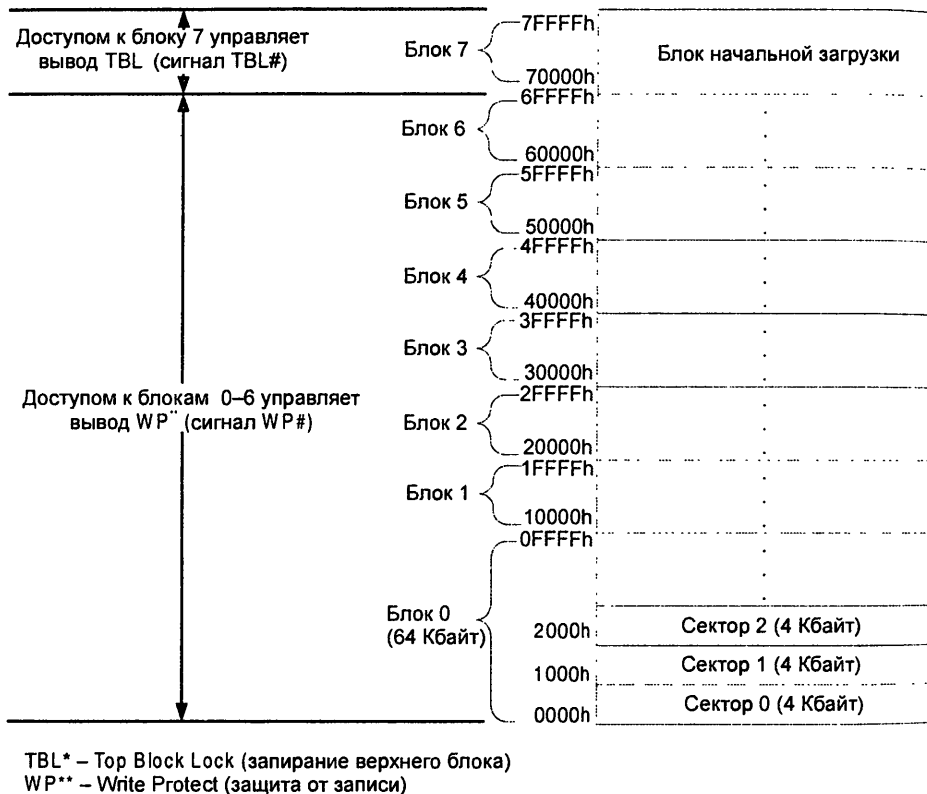 Доступом к блоку 7 управляет
вывод TBL (сигнал TBL#)
Блок 7
7FFFFh
70000h
Блок начальной загрузки
Блок 6
6FFFFh
60000h
Блок 5
5FFFFh
50000h
Блок 4
4FFFFh
40000h
Блок 3
3FFFFh
30000h
Доступом к блокам 0–6 управляет
вывод WP** (сигнал WP#)
Блок 2
2FFFFh
20000h
Блок 1
1FFFFh
10000h
0FFFFh
Блок 0
(64 Кбайт)
2000h
Сектор 2 (4 Кбайт)
1000h
Сектор 1 (4 Кбайт)
0000h
Сектор 0 (4 Кбайт)
TBL* – Top Block Lock (запирание верхнего блока)
WP** – Write Protect (защита от записи)